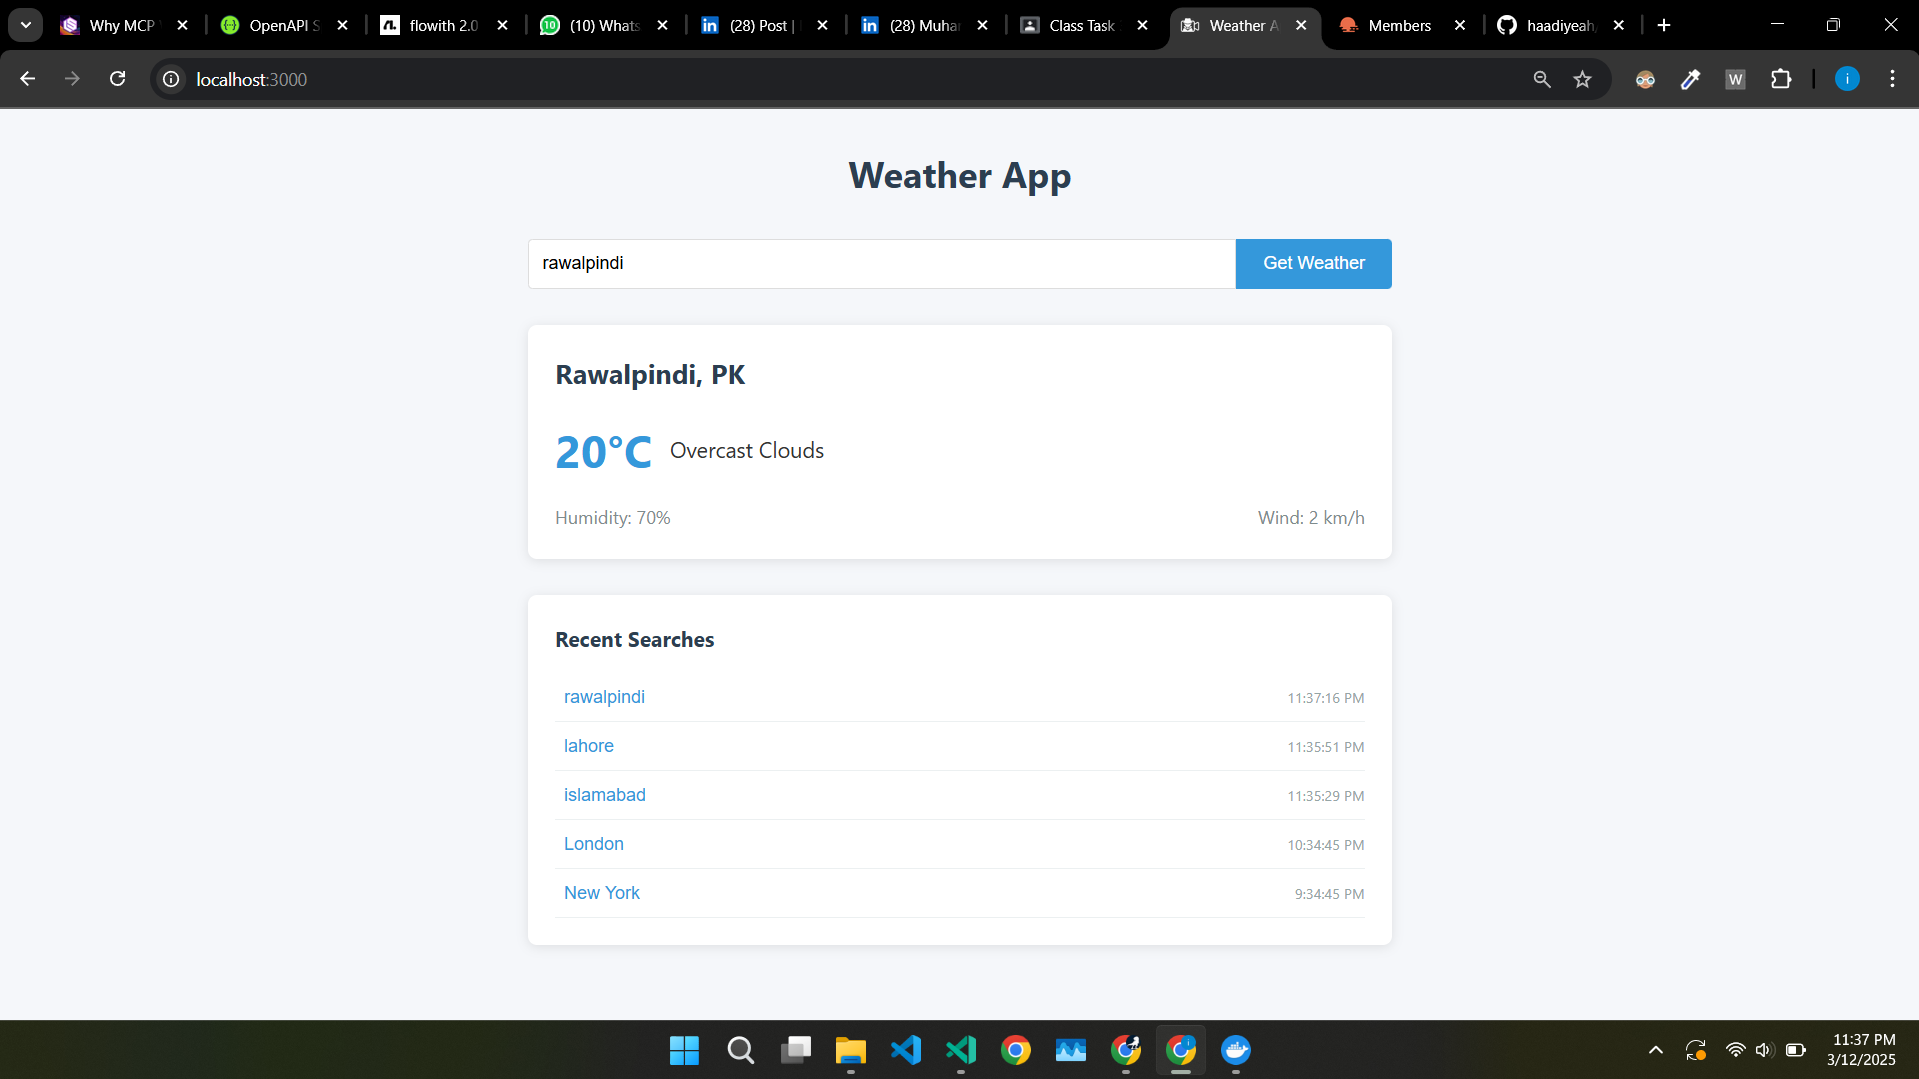 Why MCP
OpenAPI S
flowith 2.0
(10) Whats
(28) Post |
(28) Muhar
Class Task
Weather A
Members
haadiyeah
localhost:3000
W
i
Weather App
rawalpindi
Get Weather
Rawalpindi, PK
20°C Overcast Clouds
Humidity: 70% Wind: 2 km/h
Recent Searches
rawalpindi 11:37:16 PM
lahore 11:35:51 PM
islamabad 11:35:29 PM
London 10:34:45 PM
New York 9:34:45 PM
11:37 PM
3/12/2025